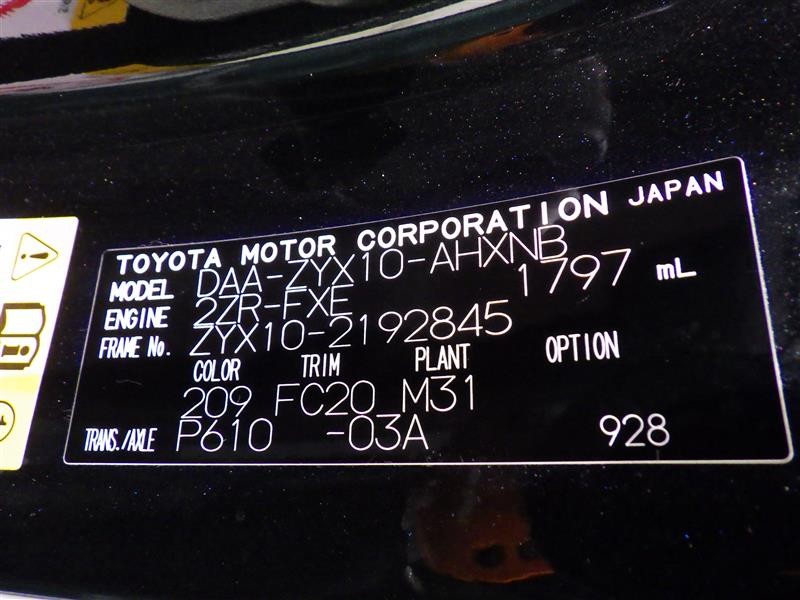 TOYOTA MOTOR CORPORATION JAPAN
MODEL DAA-ZYX10-AHXNB
ENGINE 2ZR-FXE 1797 mL
FRAME No. ZYX10-2192845
COLOR TRIM PLANT OPTION
209 FC20 M31
TRANS./AXLE P610 -03A 928